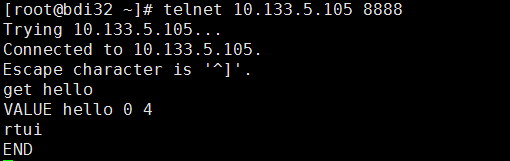 [root@bdi32 ~]# telnet 10.133.5.105 8888
Trying 10.133.5.105...
Connected to 10.133.5.105.
Escape character is '^]'.
get hello
VALUE hello 0 4
rtui
END